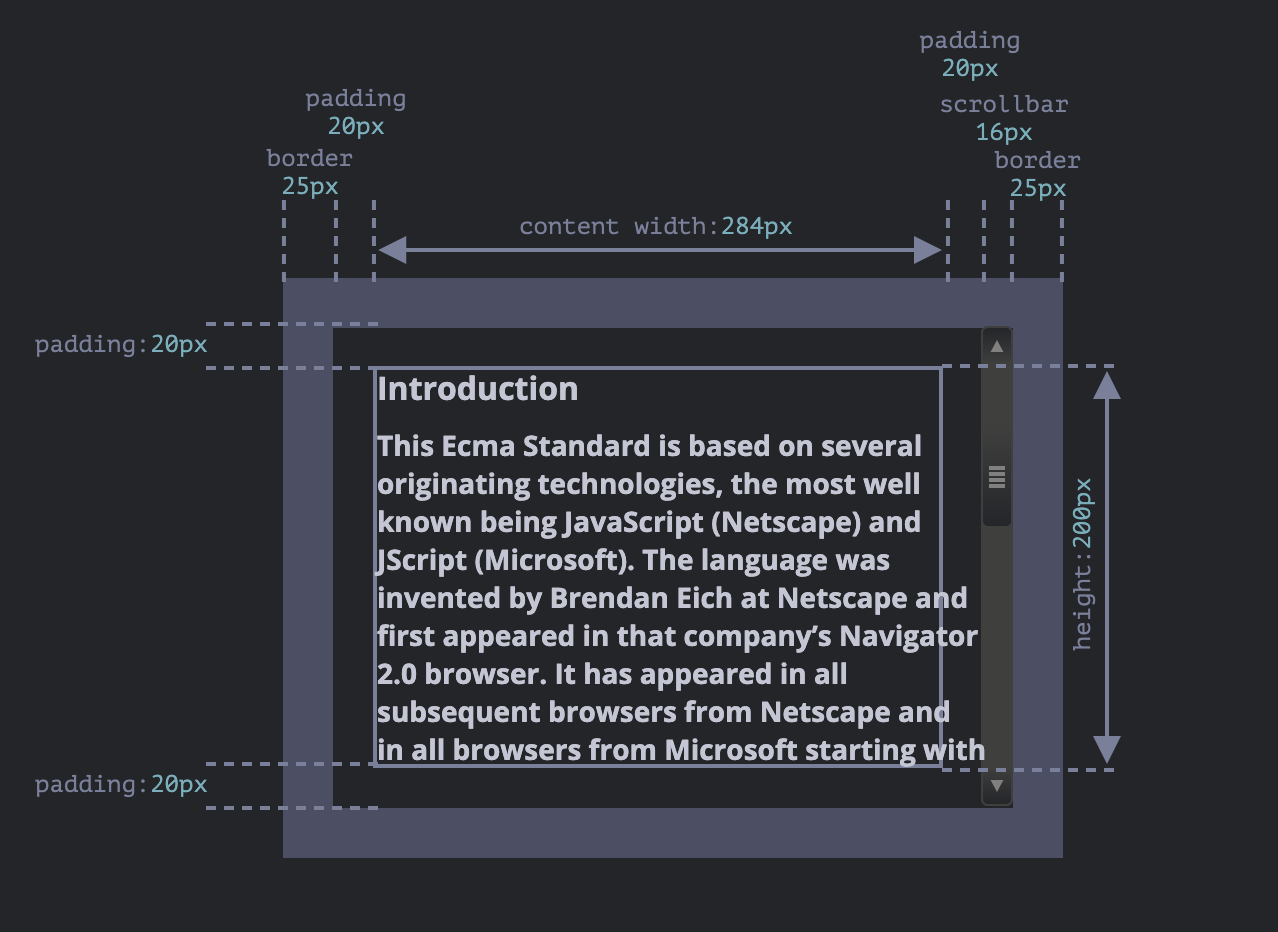 padding
20px
padding
20px
scrollbar
16px
border
25px
border
25px
content width:284px
padding:20px
Introduction
This Ecma Standard is based on several
originating technologies, the most well
known being JavaScript (Netscape) and
JScript (Microsoft). The language was
invented by Brendan Eich at Netscape and
first appeared in that company’s Navigator
2.0 browser. It has appeared in all
subsequent browsers from Netscape and
in all browsers from Microsoft starting with
height:200px
padding:20px